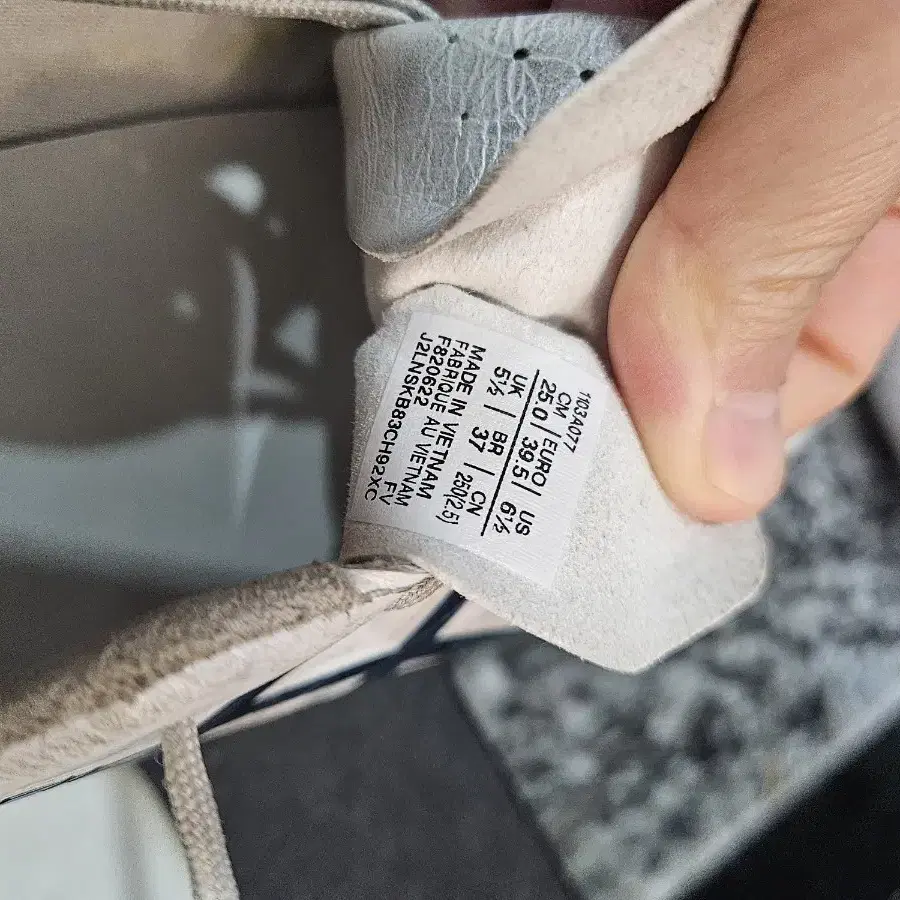 1103A077
CM | EURO | US
25.0 | 39.5 | 6½
UK | BR | CN
5½ | 37 | 250(2.5)
MADE IN VIETNAM
FABRIQUE AU VIETNAM
F820622 FV
J2LNSKB83CH92XC